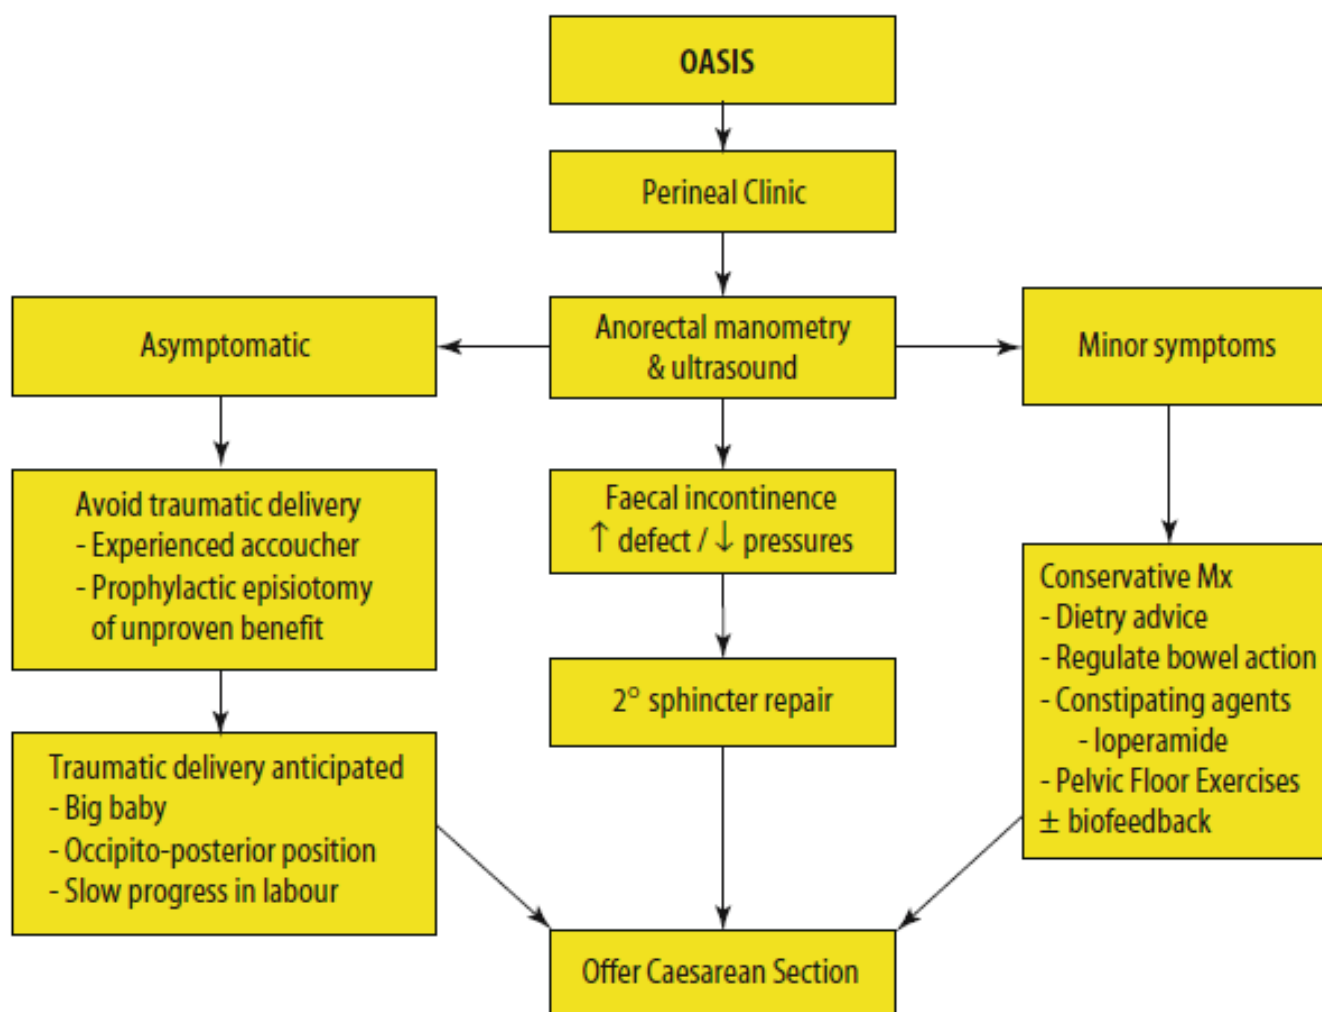 OASIS
Perineal Clinic
Anorectal manometry
& ultrasound
Asymptomatic
Minor symptoms
Avoid traumatic delivery
- Experienced accoucher
- Prophylactic episiotomy
of unproven benefit
Faecal incontinence
↑ defect / ↓ pressures
Conservative Mx
- Dietry advice
- Regulate bowel action
- Constipating agents
- loperamide
- Pelvic Floor Exercises
± biofeedback
2° sphincter repair
Traumatic delivery anticipated
- Big baby
- Occipito-posterior position
- Slow progress in labour
Offer Caesarean Section